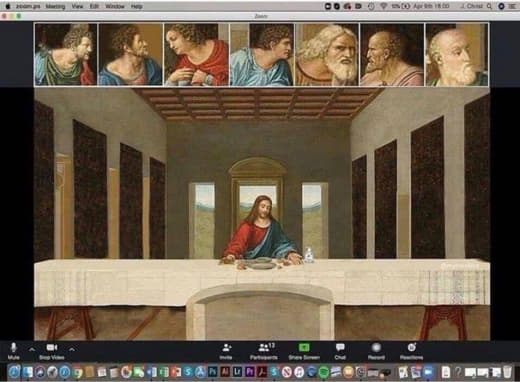 zoom.us Meeting View Edit Window Help 10% Apr 9th 18:00 J. Christ
Zoom
Mute
Stop Video
Invite
Participants 13
Share Screen
Chat
Record
Reactions